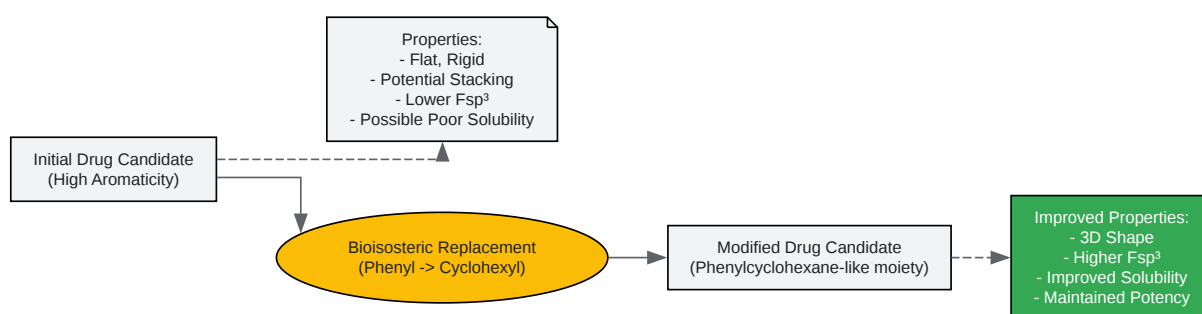 Properties:
- Flat, Rigid
- Potential Stacking
- Lower Fsp³
- Possible Poor Solubility
Initial Drug Candidate
(High Aromaticity)
Bioisosteric Replacement
(Phenyl -> Cyclohexyl)
Modified Drug Candidate
(Phenylcyclohexane-like moiety)
Improved Properties:
- 3D Shape
- Higher Fsp³
- Improved Solubility
- Maintained Potency